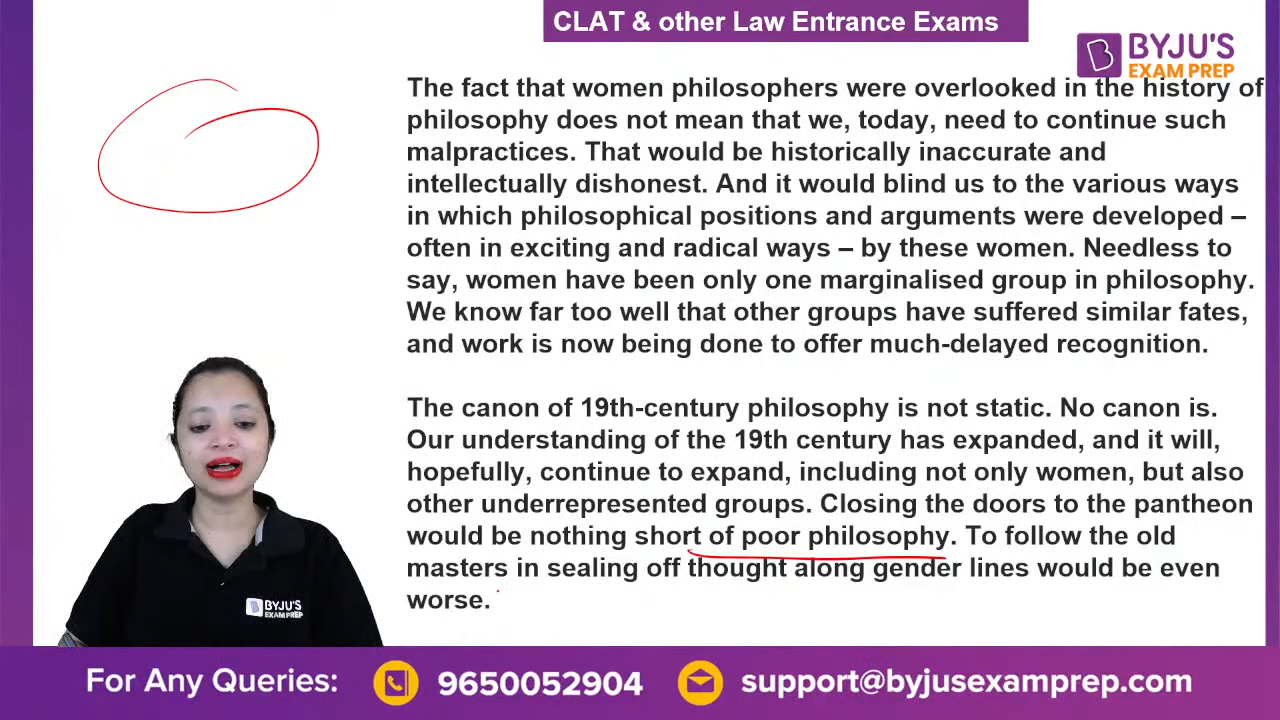 CLAT & other Law Entrance Exams
BYJU'S
EXAM PREP
The fact that women philosophers were overlooked in the history of
philosophy does not mean that we, today, need to continue such
malpractices. That would be historically inaccurate and
intellectually dishonest. And it would blind us to the various ways
in which philosophical positions and arguments were developed –
often in exciting and radical ways – by these women. Needless to
say, women have been only one marginalised group in philosophy.
We know far too well that other groups have suffered similar fates,
and work is now being done to offer much-delayed recognition.
The canon of 19th-century philosophy is not static. No canon is.
Our understanding of the 19th century has expanded, and it will,
hopefully, continue to expand, including not only women, but also
other underrepresented groups. Closing the doors to the pantheon
would be nothing short of poor philosophy. To follow the old
masters in sealing off thought along gender lines would be even
worse.
BYJU'S
EXAM PREP
For Any Queries:
9650052904
support@byjusexamprep.com